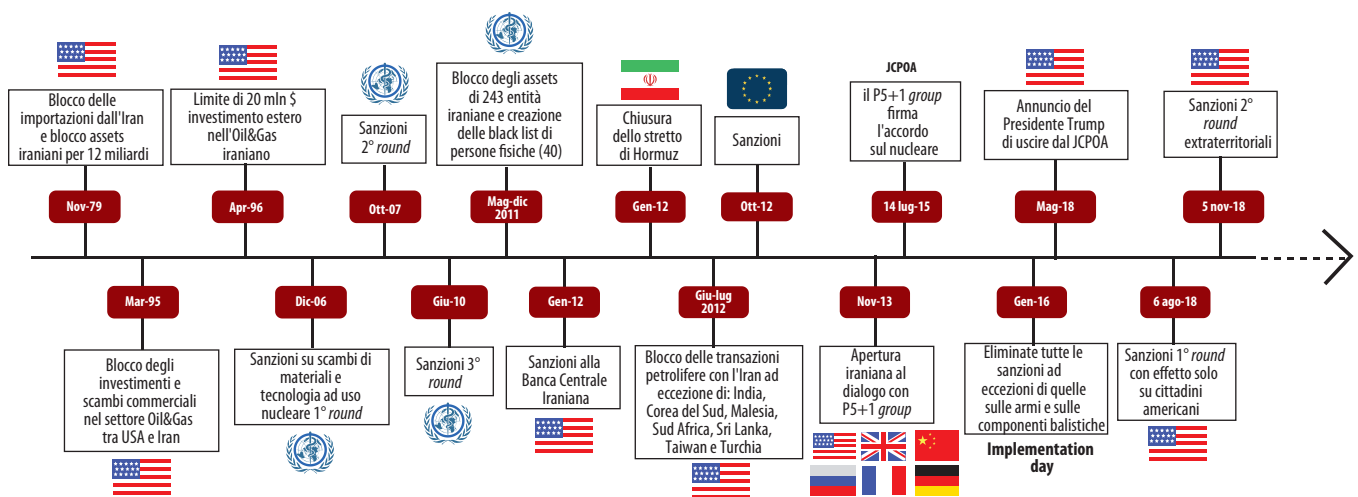 Blocco delle
importazioni dall'Iran
e blocco assets
iraniani per 12 miliardi
Nov-79
Limite di 20 mln $
investimento estero
nell'Oil&Gas
iraniano
Apr-96
Sanzioni
2° round
Ott-07
Blocco degli assets
di 243 entità
iraniane e creazione
delle black list di
persone fisiche (40)
Mag-dic
2011
Chiusura
dello stretto
di Hormuz
Gen-12
Sanzioni
Ott-12
JCPOA
il P5+1 group
firma
l'accordo
sul nucleare
14 lug-15
Annuncio del
Presidente Trump
di uscire dal JCPOA
Mag-18
Sanzioni 2°
round
extraterritoriali
5 nov-18
Mar-95
Blocco degli
investimenti e
scambi commerciali
nel settore Oil&Gas
tra USA e Iran
Dic-06
Sanzioni su scambi di
materiali e
tecnologia ad uso
nucleare 1° round
Giu-10
Sanzioni 3°
round
Gen-12
Sanzioni alla
Banca Centrale
Iraniana
Giu-lug
2012
Blocco delle transazioni
petrolifere con l'Iran ad
eccezione di: India,
Corea del Sud, Malesia,
Sud Africa, Sri Lanka,
Taiwan e Turchia
Nov-13
Apertura
iraniana al
dialogo con
P5+1 group
Gen-16
Eliminate tutte le
sanzioni ad
eccezioni di quelle
sulle armi e sulle
componenti balistiche
Implementation
day
6 ago-18
Sanzioni 1° round
con effetto solo
su cittadini
americani